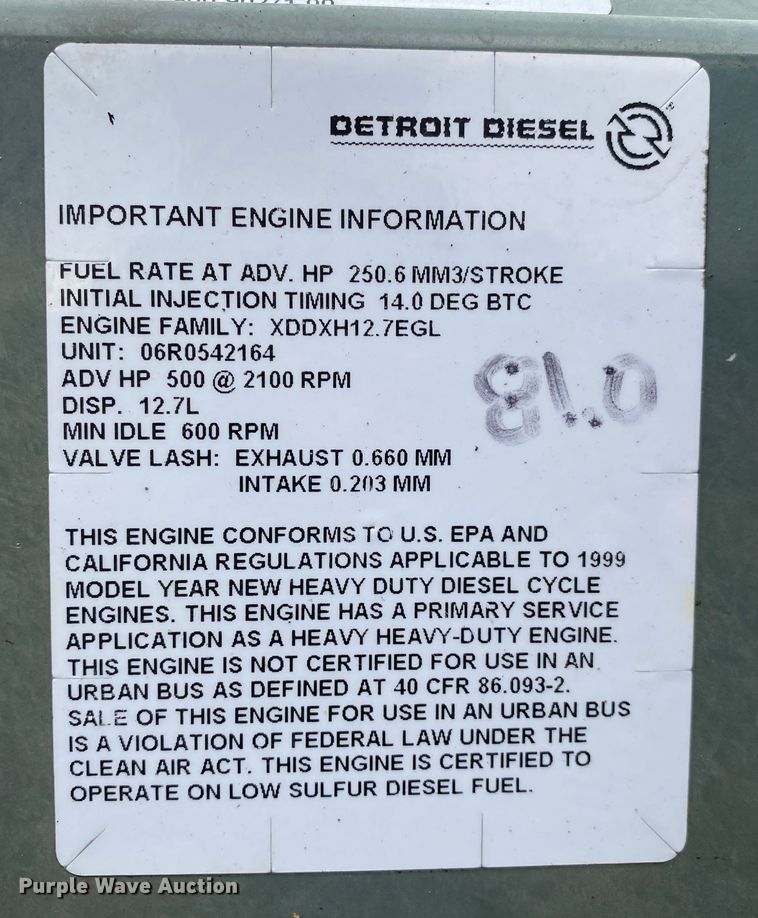 DETROIT DIESEL
IMPORTANT ENGINE INFORMATION
FUEL RATE AT ADV. HP 250.6 MM3/STROKE
INITIAL INJECTION TIMING 14.0 DEG BTC
ENGINE FAMILY: XDDXH12.7EGL
UNIT: 06R0542164
ADV HP 500 @ 2100 RPM
DISP. 12.7L
MIN IDLE 600 RPM
VALVE LASH: EXHAUST 0.660 MM
INTAKE 0.203 MM
THIS ENGINE CONFORMS TO U.S. EPA AND
CALIFORNIA REGULATIONS APPLICABLE TO 1999
MODEL YEAR NEW HEAVY DUTY DIESEL CYCLE
ENGINES. THIS ENGINE HAS A PRIMARY SERVICE
APPLICATION AS A HEAVY HEAVY-DUTY ENGINE.
THIS ENGINE IS NOT CERTIFIED FOR USE IN AN
URBAN BUS AS DEFINED AT 40 CFR 86.093-2.
SALE OF THIS ENGINE FOR USE IN AN URBAN BUS
IS A VIOLATION OF FEDERAL LAW UNDER THE
CLEAN AIR ACT. THIS ENGINE IS CERTIFIED TO
OPERATE ON LOW SULFUR DIESEL FUEL.
Purple Wave Auction